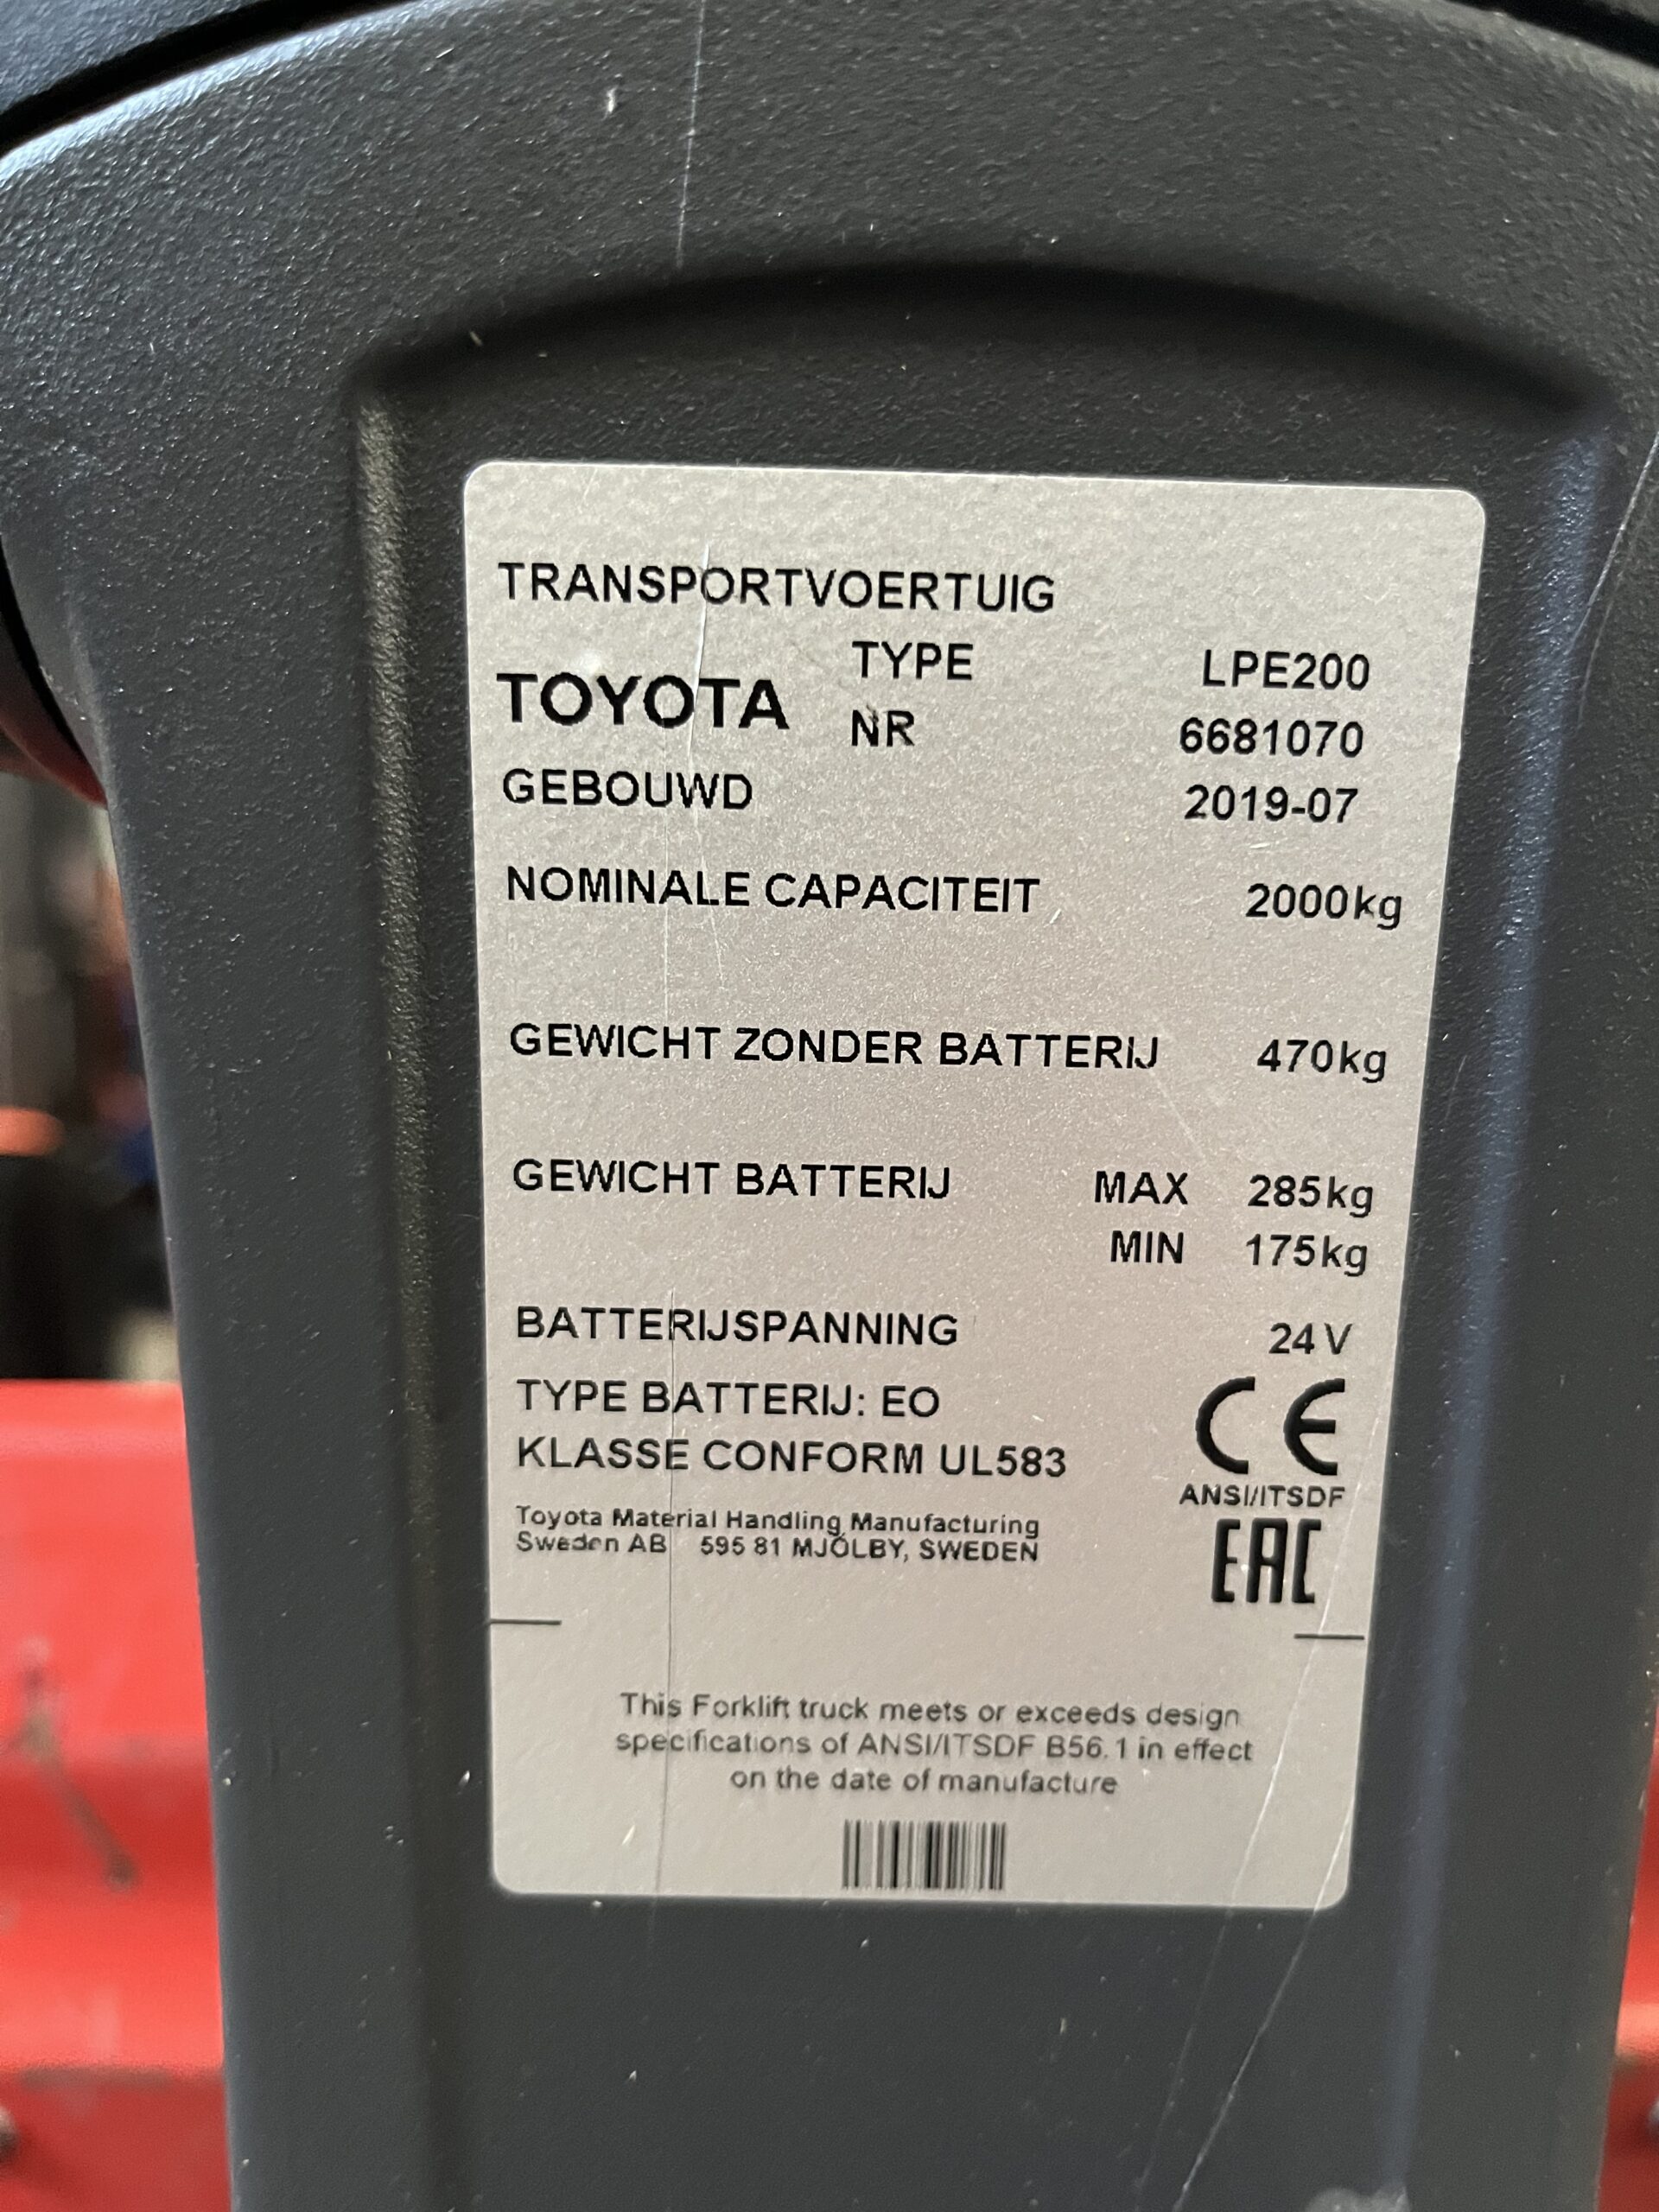 TRANSPORTVOERTUIG
TYPE LPE200
TOYOTA
NR 6681070
GEBOUWD 2019-07
NOMINALE CAPACITEIT 2000kg
GEWICHT ZONDER BATTERIJ 470kg
GEWICHT BATTERIJ MAX 285kg
MIN 175kg
BATTERIJSPANNING 24V
TYPE BATTERIJ: EO
KLASSE CONFORM UL583
CE
ANSI/ITSDF
Toyota Material Handling Manufacturing
Sweden AB 595 81 MJÖLBY, SWEDEN
EAC
This Forklift truck meets or exceeds design
specifications of ANSI/ITSDF B56.1 in effect
on the date of manufacture